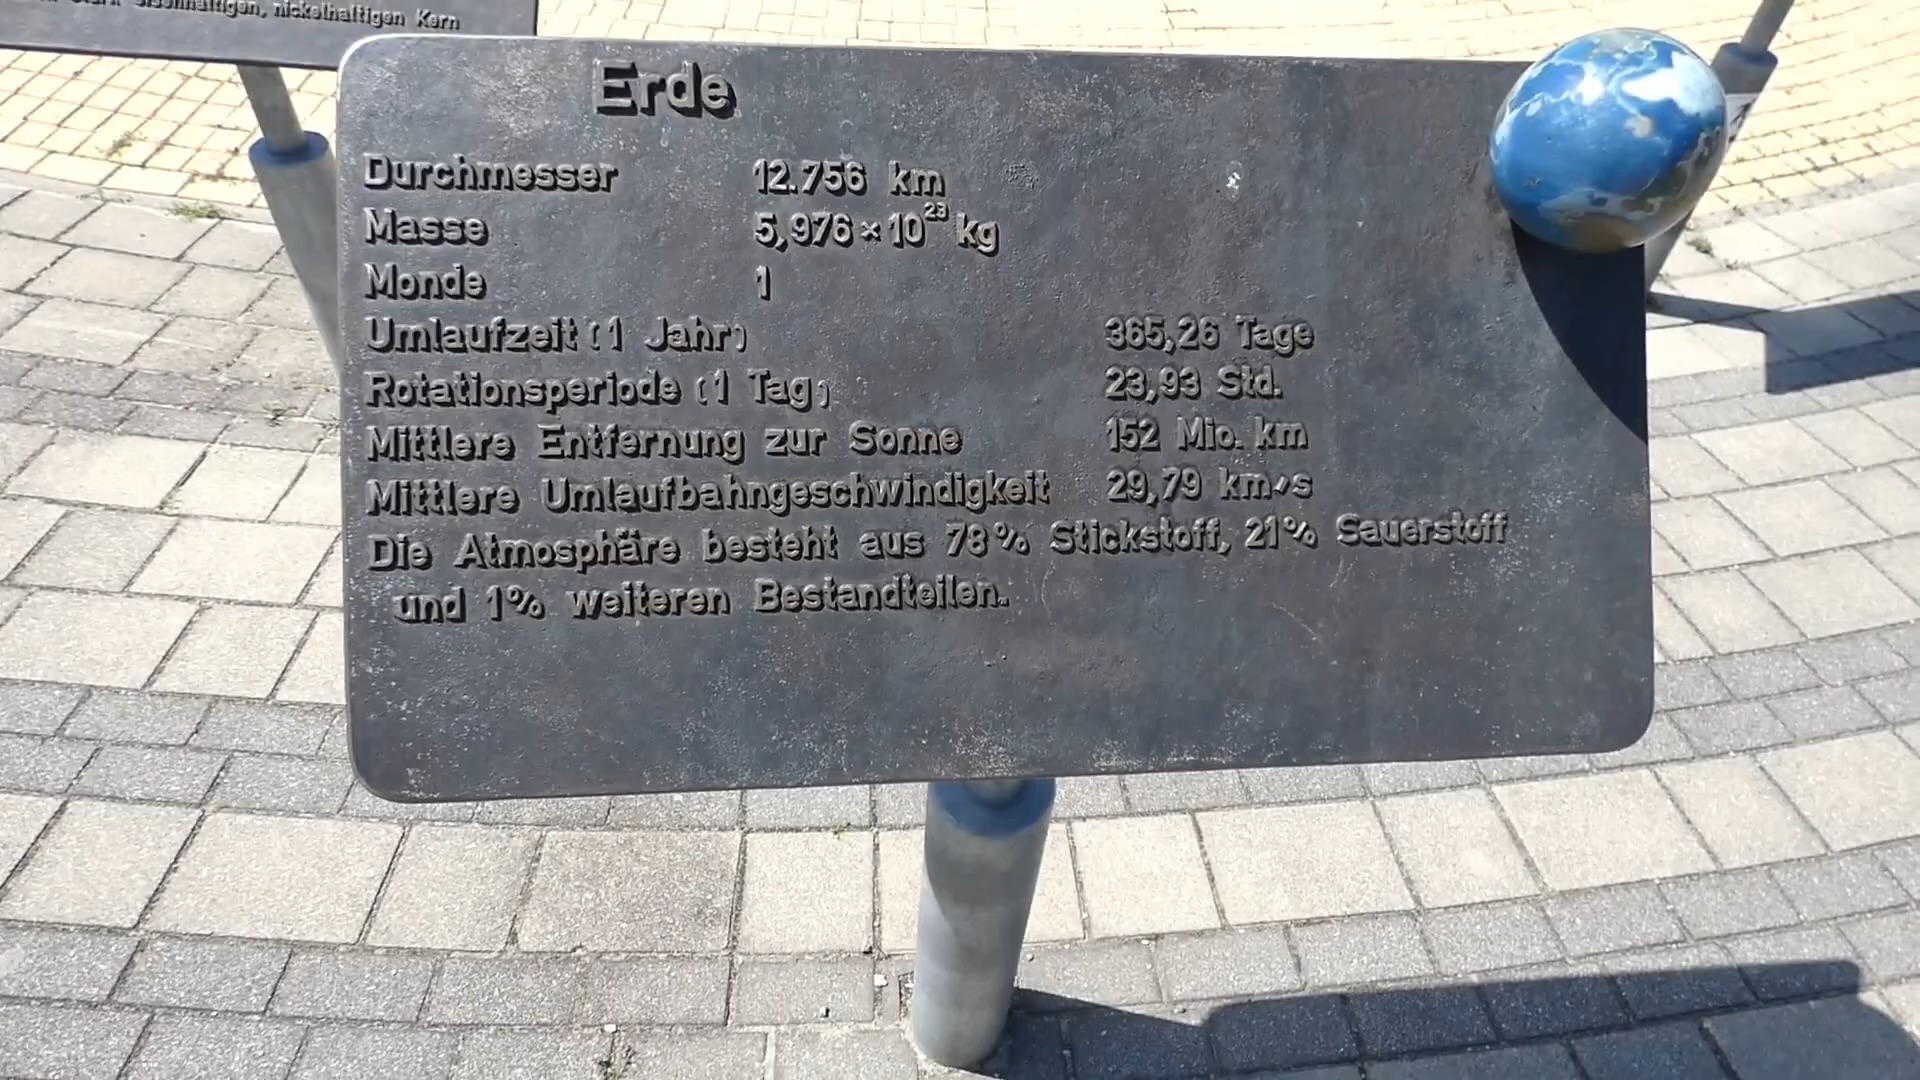 stark eisenhaltigen, nickelhaltigen Kern
Erde
Durchmesser 12.756 km
Masse 5,976 × 10²³ kg
Monde 1
Umlaufzeit (1 Jahr) 365,26 Tage
Rotationsperiode (1 Tag) 23,93 Std.
Mittlere Entfernung zur Sonne 152 Mio. km
Mittlere Umlaufbahngeschwindigkeit 29,79 km/s
Die Atmosphäre besteht aus 78% Stickstoff, 21% Sauerstoff
und 1% weiteren Bestandteilen.